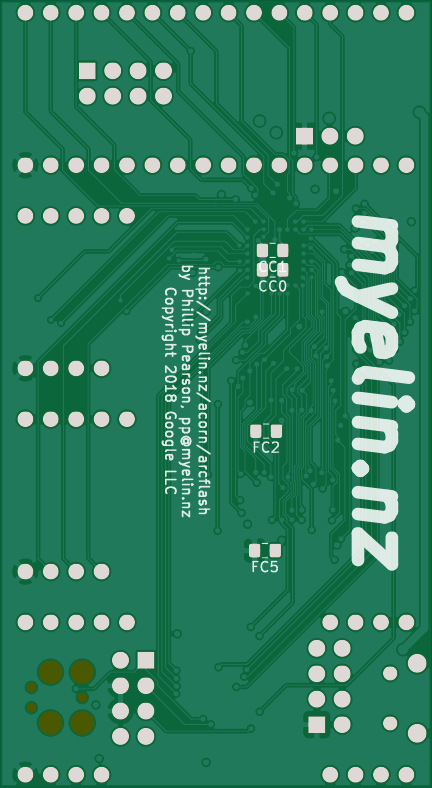 myelin.nz
CC1
CC0
http://myelin.nz/acorn/arcflash
by Phillip Pearson, pp@myelin.nz
Copyright 2018 Google LLC
FC2
FC5